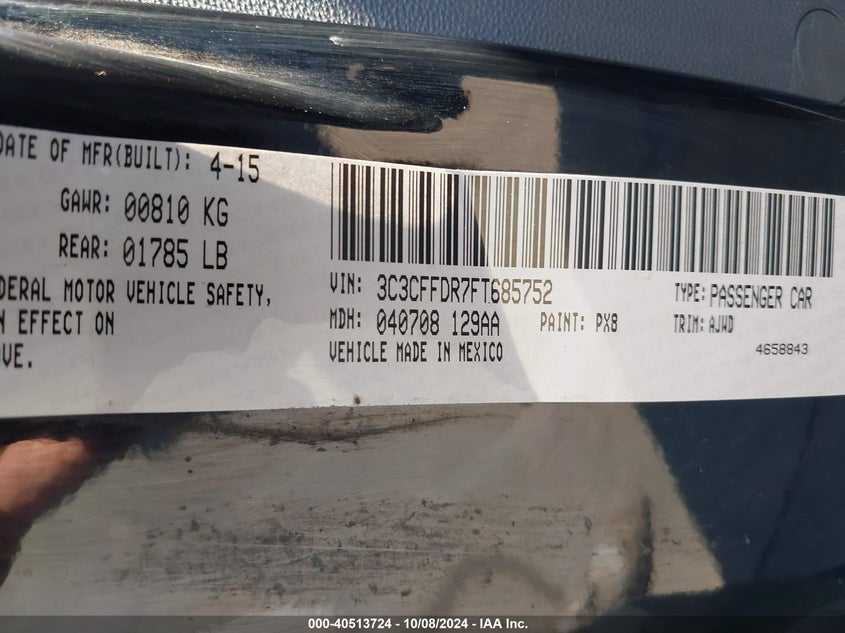 DATE OF MFR(BUILT): 4-15
GAWR: 00810 KG
REAR: 01785 LB
DERAL MOTOR VEHICLE SAFETY,
N EFFECT ON
OVE.
VIN: 3C3CFFDR7FT685752
TYPE: PASSENGER CAR
MDH: 040708 129AA
PAINT: PX8
TRIM: AJWD
VEHICLE MADE IN MEXICO
4658843
000-40513724 - 10/08/2024 - IAA Inc.